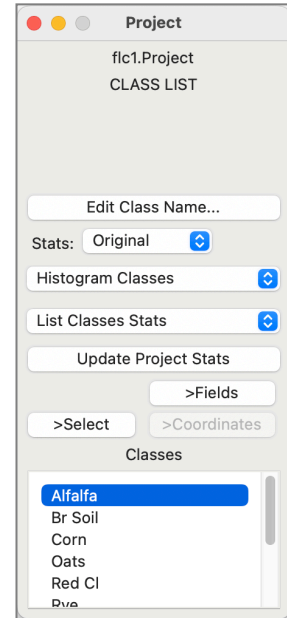 Project
flc1.Project
CLASS LIST
Edit Class Name...
Stats: Original
Histogram Classes
List Classes Stats
Update Project Stats
>Fields
>Select >Coordinates
Classes
Alfalfa
Br Soil
Corn
Oats
Red Cl
Rye